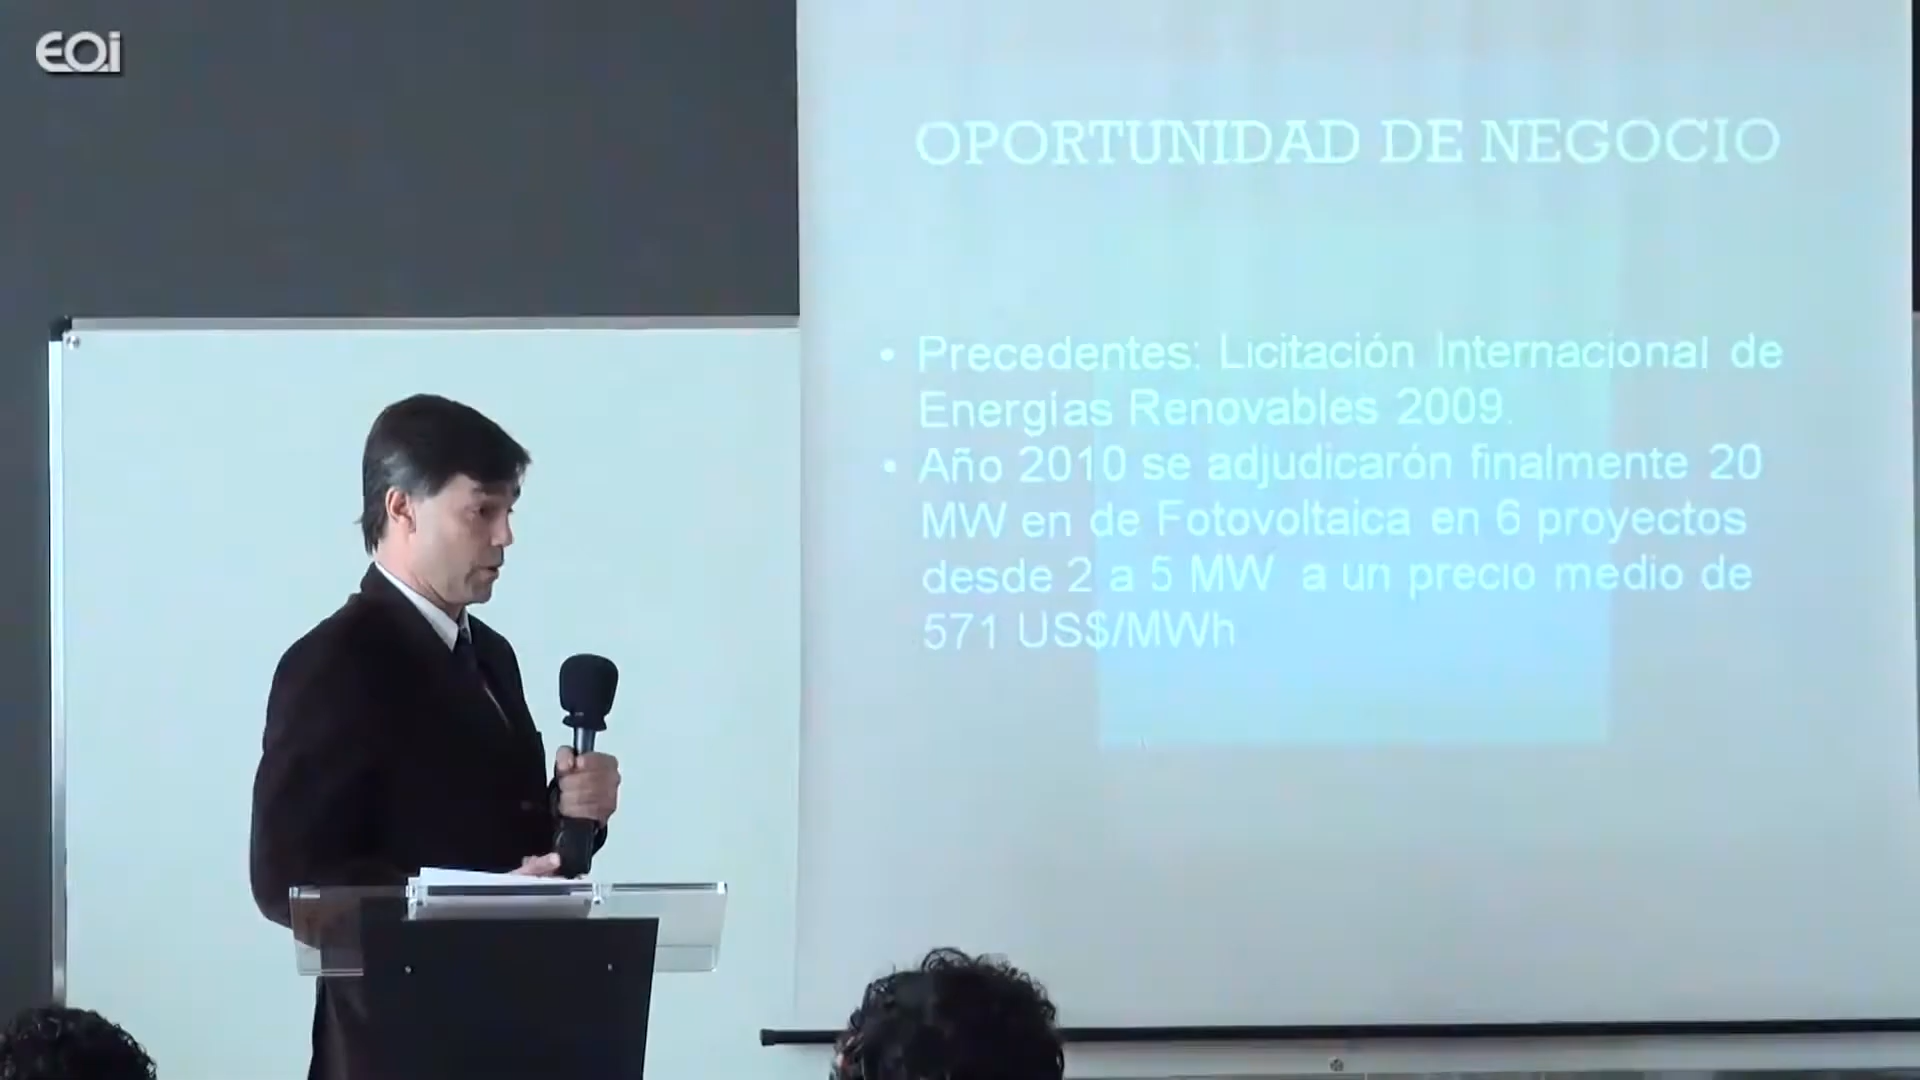 EOi
OPORTUNIDAD DE NEGOCIO
• Precedentes: Licitación Internacional de
Energías Renovables 2009.
• Año 2010 se adjudicarón finalmente 20
MW en de Fotovoltaica en 6 proyectos
desde 2 a 5 MW a un precio medio de
571 US$/MWh